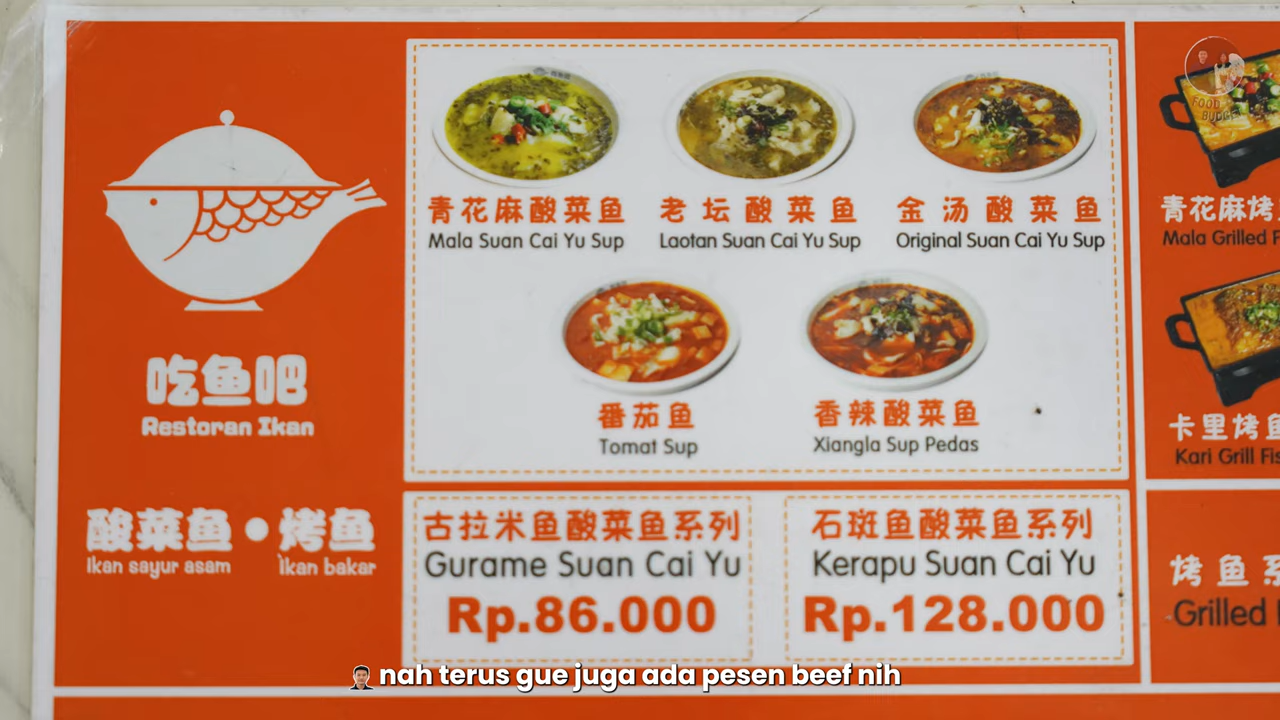 吃鱼吧
Restoran Ikan
酸菜鱼 • 烤鱼
Ikan sayur asam Ikan bakar
青花麻酸菜鱼
Mala Suan Cai Yu Sup
老坛酸菜鱼
Laotan Suan Cai Yu Sup
金汤酸菜鱼
Original Suan Cai Yu Sup
番茄鱼
Tomat Sup
香辣酸菜鱼
Xiangla Sup Pedas
古拉米鱼酸菜鱼系列
Gurame Suan Cai Yu
Rp.86.000
石斑鱼酸菜鱼系列
Kerapu Suan Cai Yu
Rp.128.000
FOOD
青花麻烤
Mala Grilled
卡里烤鱼
Kari Grill
烤鱼
Grilled
nah terus gue juga ada pesen beef nih